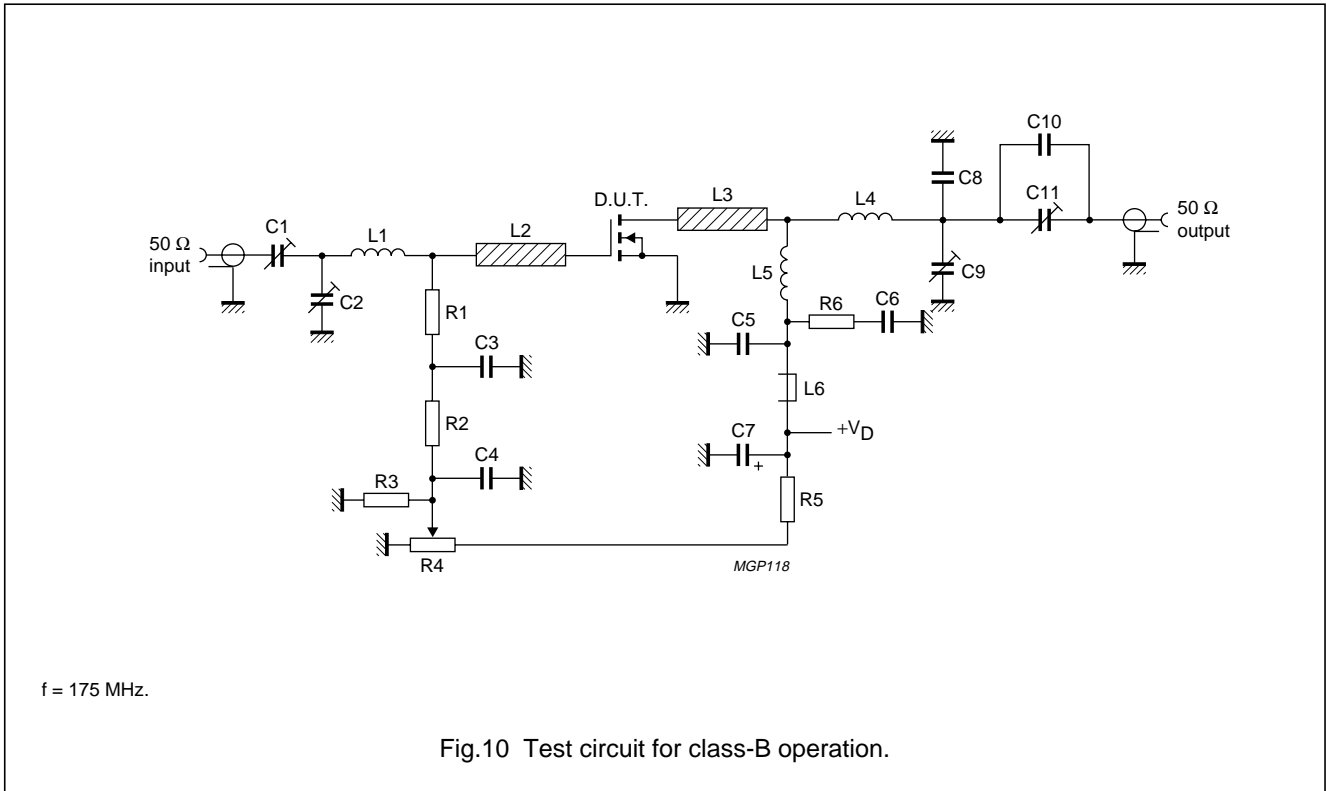 C10
C8
D.U.T.
L3
L4
C11
50 Ω
output
C1
L1
L2
50 Ω
input
C9
L5
C2
R6
C6
R1
C5
C3
L6
R2
C7
+VD
+
C4
R3
R5
R4
MGP118
f = 175 MHz.
Fig.10 Test circuit for class-B operation.